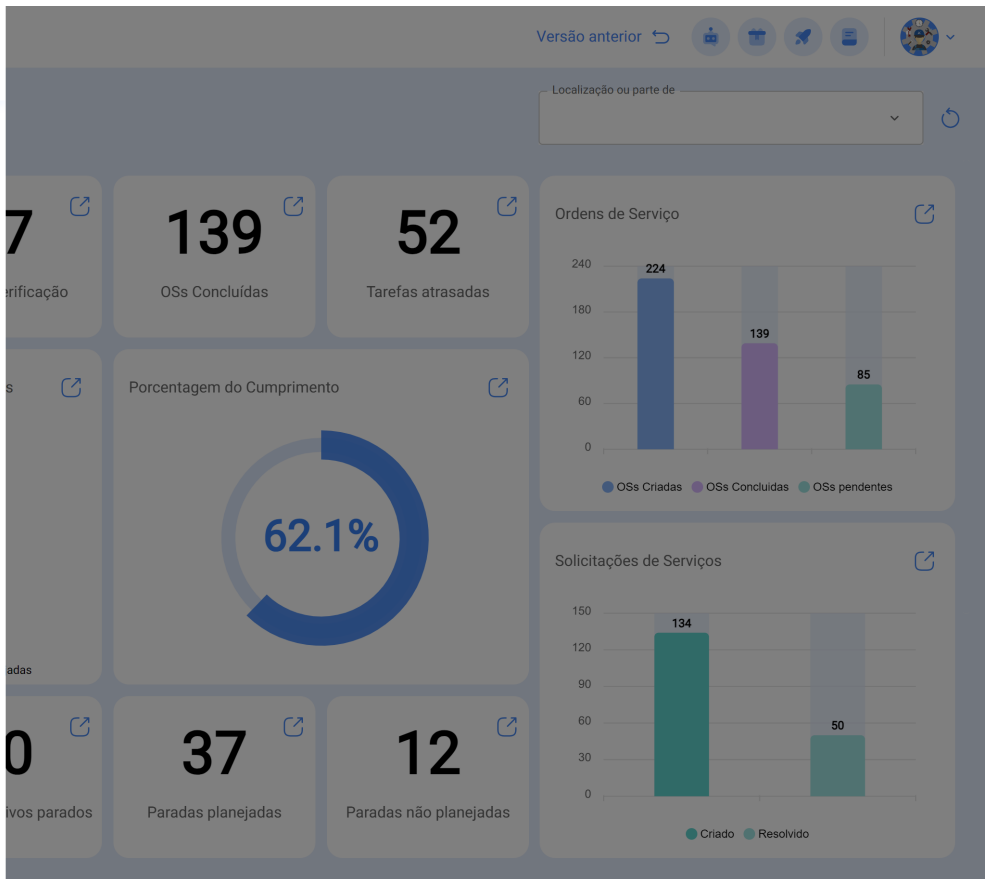 Versão anterior
Localização ou parte de
7
erificação
139
OSs Concluídas
52
Tarefas atrasadas
Ordens de Serviço
240
180
120
60
0
224
139
85
OSs Criadas OSs Concluidas OSs pendentes
s
adas
Porcentagem do Cumprimento
62.1%
Solicitações de Serviços
150
120
90
60
30
0
134
50
Criado Resolvido
0
ivos parados
37
Paradas planejadas
12
Paradas não planejadas